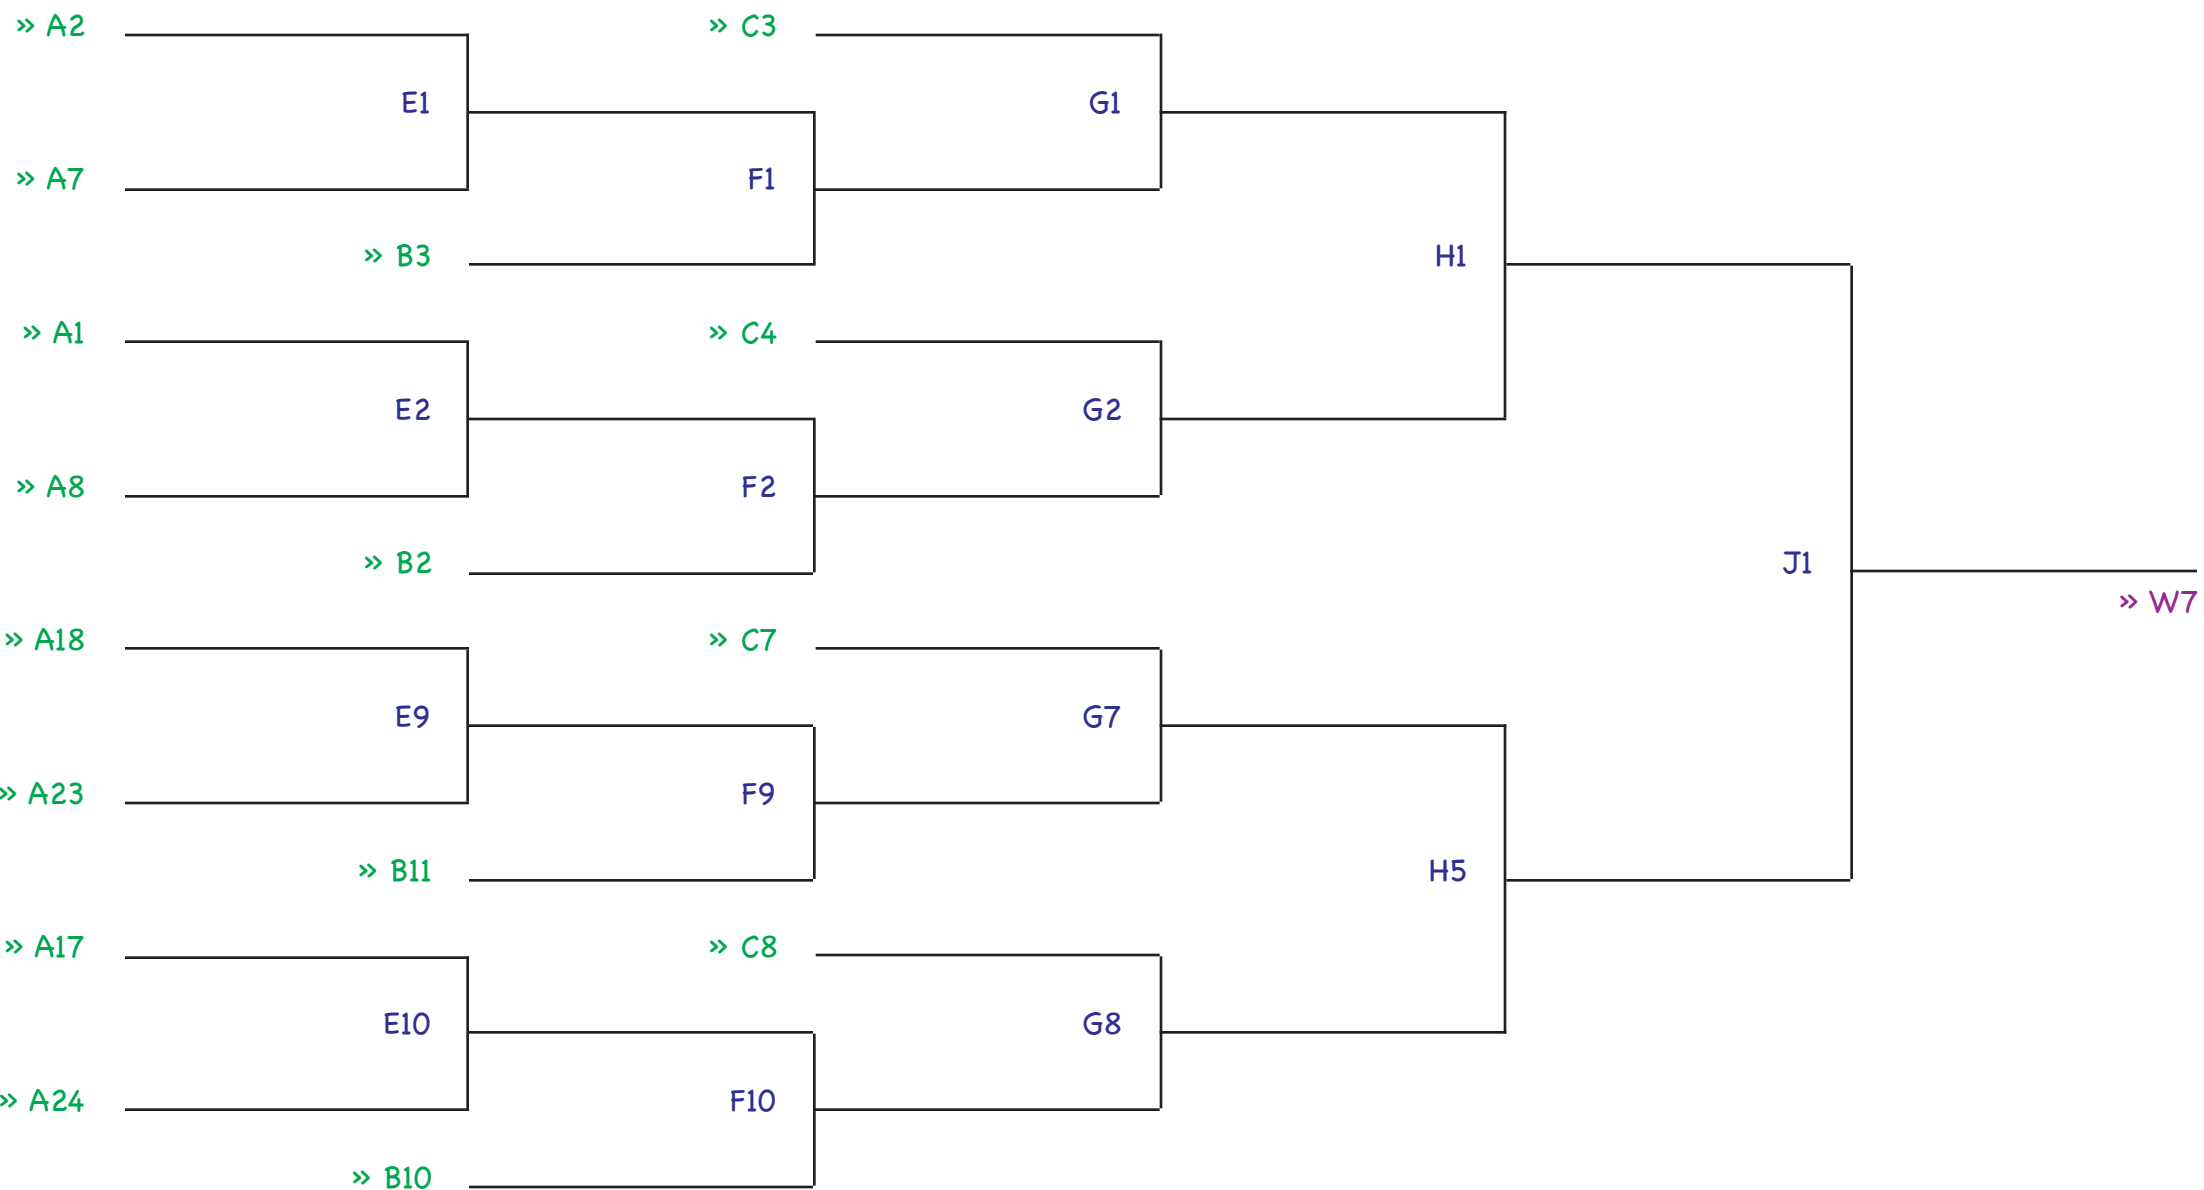 » A2
» C3
E1
G1
» A7
F1
» B3
H1
» A1
» C4
E2
G2
» A8
F2
» B2
J1
» W7
» A18
» C7
E9
G7
» A23
F9
» B11
H5
» A17
» C8
E10
G8
» A24
F10
» B10